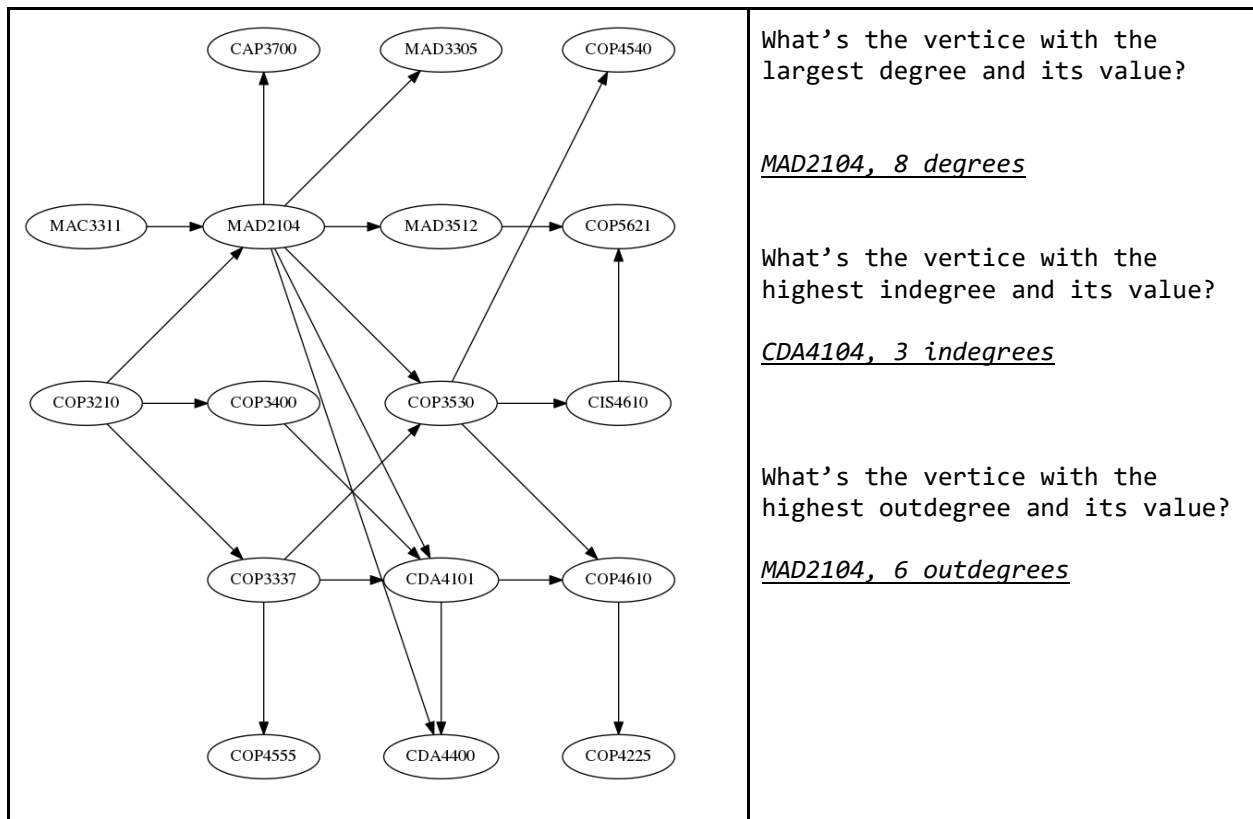 CAP3700
MAD3305
COP4540
MAC3311
MAD2104
MAD3512
COP5621
COP3210
COP3400
COP3530
CIS4610
COP3337
CDA4101
COP4610
COP4555
CDA4400
COP4225
What’s the vertice with the
largest degree and its value?
MAD2104, 8 degrees
What’s the vertice with the
highest indegree and its value?
CDA4104, 3 indegrees
What’s the vertice with the
highest outdegree and its value?
MAD2104, 6 outdegrees